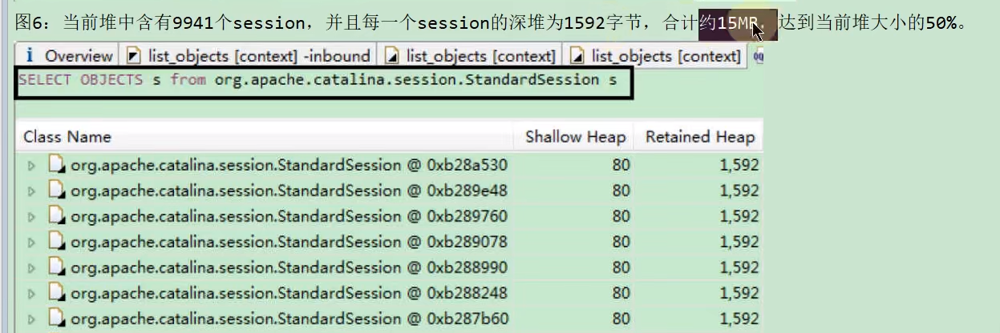 图6：当前堆中含有9941个session，并且每一个session的深堆为1592字节，合计约15MB，达到当前堆大小的50%。
i Overview list_objects [context] -inbound list_objects [context] list_objects [context]
SELECT OBJECTS s from org.apache.catalina.session.StandardSession s
Class Name Shallow Heap Retained Heap
org.apache.catalina.session.StandardSession @ 0xb28a530 80 1,592
org.apache.catalina.session.StandardSession @ 0xb289e48 80 1,592
org.apache.catalina.session.StandardSession @ 0xb289760 80 1,592
org.apache.catalina.session.StandardSession @ 0xb289078 80 1,592
org.apache.catalina.session.StandardSession @ 0xb288990 80 1,592
org.apache.catalina.session.StandardSession @ 0xb288248 80 1,592
org.apache.catalina.session.StandardSession @ 0xb287b60 80 1,592